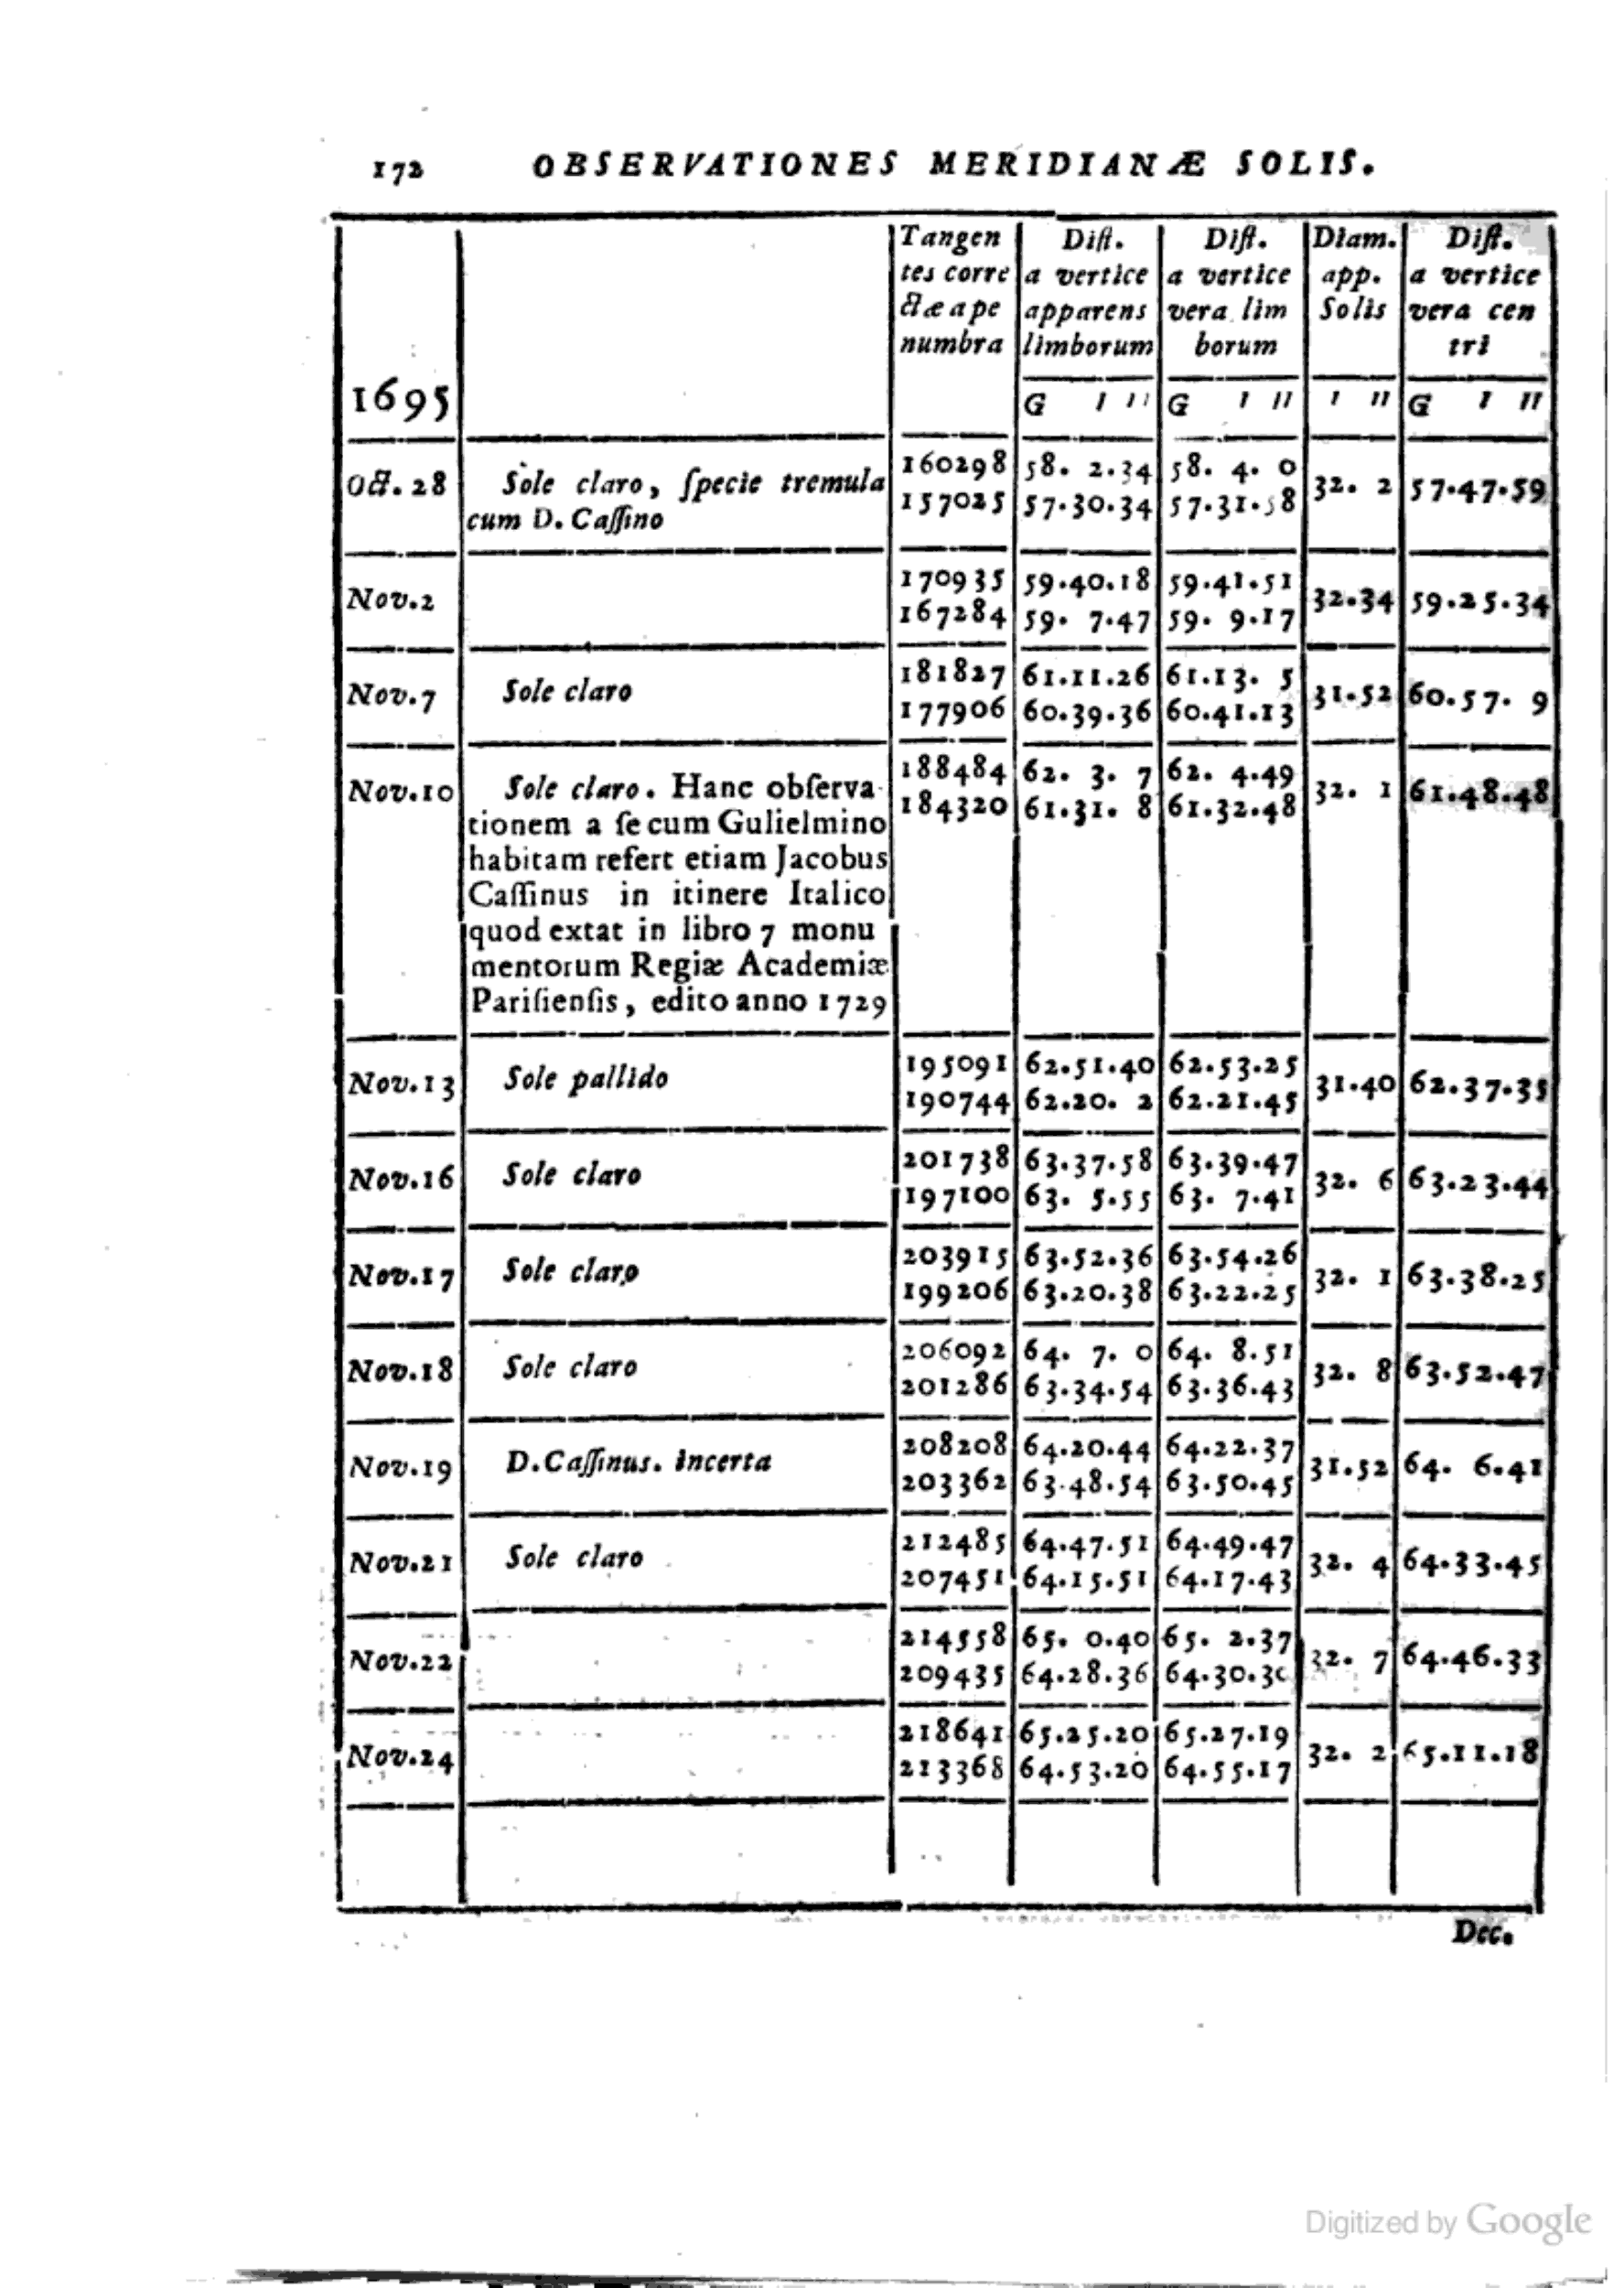 172 OBSERVATIONES MERIDIANÆ SOLIS.
Tangen Dist. Dist. Diam. Dist.
tes corre a vertice a vertice app. a vertice
ctæ a pe apparens vera lim Solis vera cen
numbra limborum borum tri
1695 G ' '' G ' '' ' '' G ' ''
160298 58. 2.34 58. 4. 0
Oct. 28 Sole claro, ſpecie tremula 32. 2 57.47.59
157025 57.30.34 57.31.58
cum D. Caſſino
170935 59.40.18 59.41.51
Nov.2 32.34 59.25.34
167284 59. 7.47 59. 9.17
181827 61.11.26 61.13. 5
Nov.7 Sole claro 31.52 60.57. 9
177906 60.39.36 60.41.13
188484 62. 3. 7 62. 4.49
Nov.10 Sole claro. Hanc obſerva 32. 1 61.48.48
184320 61.31. 8 61.32.48
tionem a ſe cum Gulielmino
habitam refert etiam Jacobus
Caſſinus in itinere Italico
quod extat in libro 7 monu
mentorum Regiæ Academiæ
Pariſienſis, edito anno 1729
195091 62.51.40 62.53.25
Nov.13 Sole pallido 31.40 62.37.35
190744 62.20. 2 62.21.45
201738 63.37.58 63.39.47
Nov.16 Sole claro 32. 6 63.23.44
197100 63. 5.55 63. 7.41
203915 63.52.36 63.54.26
Nov.17 Sole claro 32. 1 63.38.25
199206 63.20.38 63.22.25
206092 64. 7. 0 64. 8.51
Nov.18 Sole claro 32. 8 63.52.47
201286 63.34.54 63.36.43
208208 64.20.44 64.22.37
Nov.19 D.Caſſinus. incerta 31.52 64. 6.41
203362 63.48.54 63.50.45
212485 64.47.51 64.49.47
Nov.21 Sole claro 32. 4 64.33.45
207451 64.15.51 64.17.43
214558 65. 0.40 65. 2.37
Nov.22 32. 7 64.46.33
209435 64.28.36 64.30.30
218641 65.25.20 65.27.19
Nov.24 32. 2 65.11.18
213368 64.53.20 64.55.17
Dec.
Digitized by Google